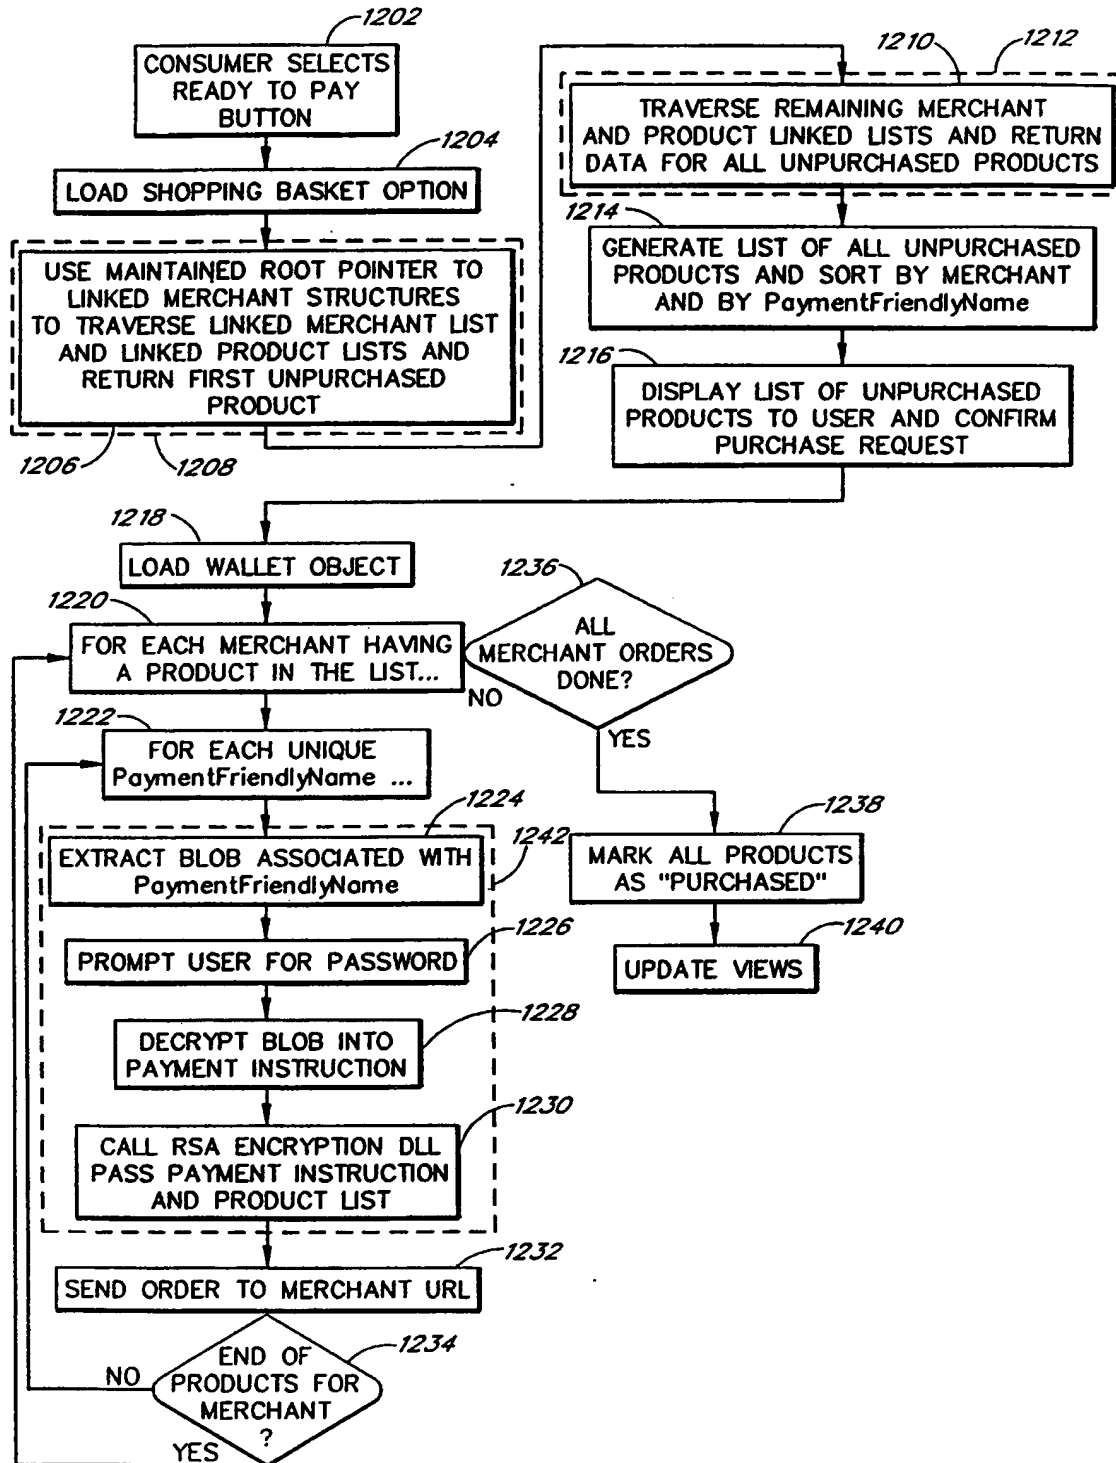 1202
CONSUMER SELECTS
READY TO PAY
BUTTON
1204
LOAD SHOPPING BASKET OPTION
USE MAINTAINED ROOT POINTER TO
LINKED MERCHANT STRUCTURES
TO TRAVERSE LINKED MERCHANT LIST
AND LINKED PRODUCT LISTS AND
RETURN FIRST UNPURCHASED
PRODUCT
1206
1208
1210
1212
TRAVERSE REMAINING MERCHANT
AND PRODUCT LINKED LISTS AND RETURN
DATA FOR ALL UNPURCHASED PRODUCTS
1214
GENERATE LIST OF ALL UNPURCHASED
PRODUCTS AND SORT BY MERCHANT
AND BY PaymentFriendlyName
1216
DISPLAY LIST OF UNPURCHASED
PRODUCTS TO USER AND CONFIRM
PURCHASE REQUEST
1218
LOAD WALLET OBJECT
1220
FOR EACH MERCHANT HAVING
A PRODUCT IN THE LIST...
1236
ALL
MERCHANT ORDERS
DONE?
NO
YES
1222
FOR EACH UNIQUE
PaymentFriendlyName ...
1224
1242
EXTRACT BLOB ASSOCIATED WITH
PaymentFriendlyName
1226
PROMPT USER FOR PASSWORD
1228
DECRYPT BLOB INTO
PAYMENT INSTRUCTION
1230
CALL RSA ENCRYPTION DLL
PASS PAYMENT INSTRUCTION
AND PRODUCT LIST
1232
SEND ORDER TO MERCHANT URL
1234
END OF
PRODUCTS FOR
MERCHANT
?
NO
YES
1238
MARK ALL PRODUCTS
AS "PURCHASED"
1240
UPDATE VIEWS